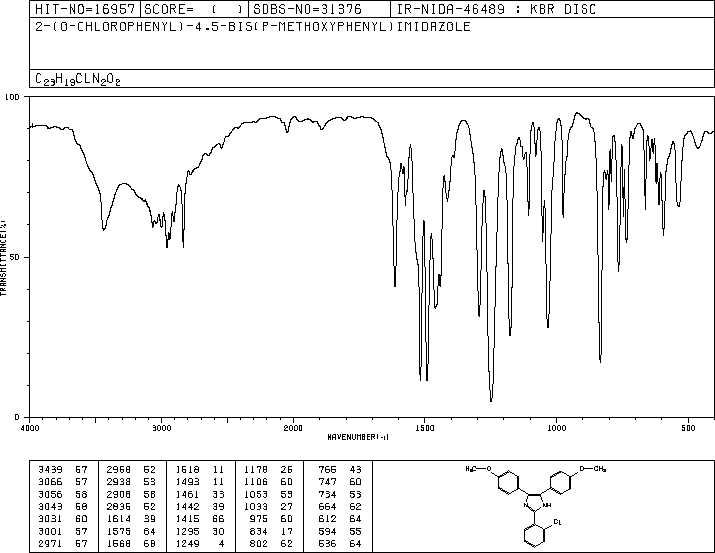 HIT-NO=16957 SCORE= ( ) SDBS-NO=31376 IR-NIDA-46489 : KBR DISC
2-(O-CHLOROPHENYL)-4,5-BIS(P-METHOXYPHENYL)IMIDAZOLE
C23H19CLN2O2
100
50
0
TRANSMITTANCE(%)
4000 3000 2000 1500 1000 500
WAVENUMBER(-1)
3439 57 2958 52 1518 11 1178 26 766 43
3066 57 2938 53 1493 11 1106 60 747 60
3056 58 2908 58 1461 33 1053 53 734 53
3043 58 2835 52 1442 39 1033 27 664 62
3031 60 1614 39 1415 66 975 60 612 64
3001 57 1575 64 1295 30 834 17 594 55
2971 57 1568 68 1249 4 802 62 536 64
H3C O O CH3
N NH
Cl